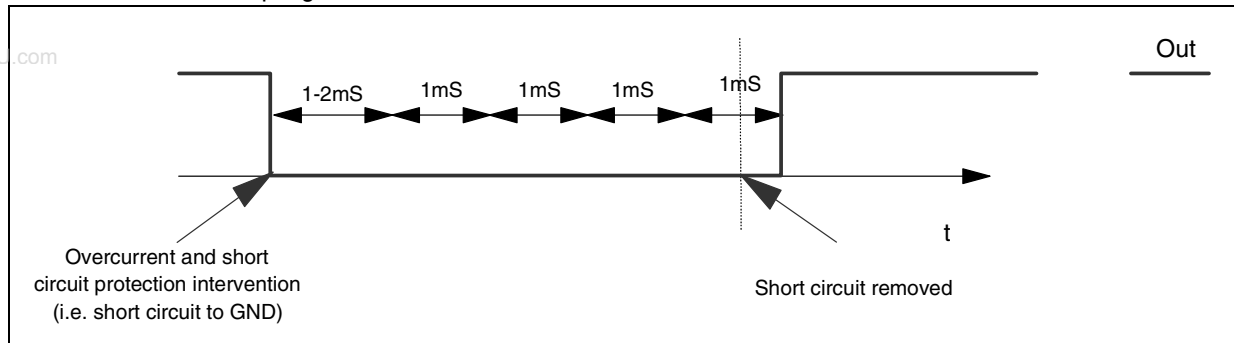 J.com
Out
1-2mS
1mS
1mS
1mS
1mS
t
Overcurrent and short
circuit protection intervention
(i.e. short circuit to GND)
Short circuit removed